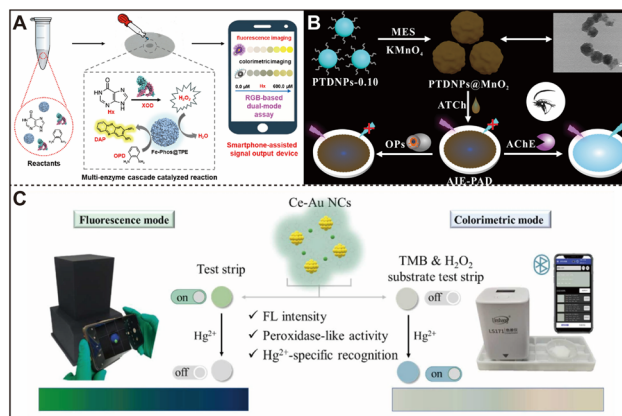 A
fluorescence imaging
colorimetric imaging
0.0 μM Hx 600.0 μM
RGB-based
dual-mode
assay
Smartphone-assisted
signal output device
Reactants
Hx
XOD
H₂O₂
DAP
OPD
Fe-Phos@TPE
H₂O
Multi-enzyme cascade catalyzed reaction
B
PTDNPs-0.10
MES
KMnO₄
PTDNPs@MnO₂
ATCh
OPs
AChE
AIE-PAD
C
Fluorescence mode
Ce-Au NCs
Colorimetric mode
Test strip
on
Hg²⁺
off
✓ FL intensity
✓ Peroxidase-like activity
✓ Hg²⁺-specific recognition
TMB & H₂O₂
substrate test strip
off
Hg²⁺
on